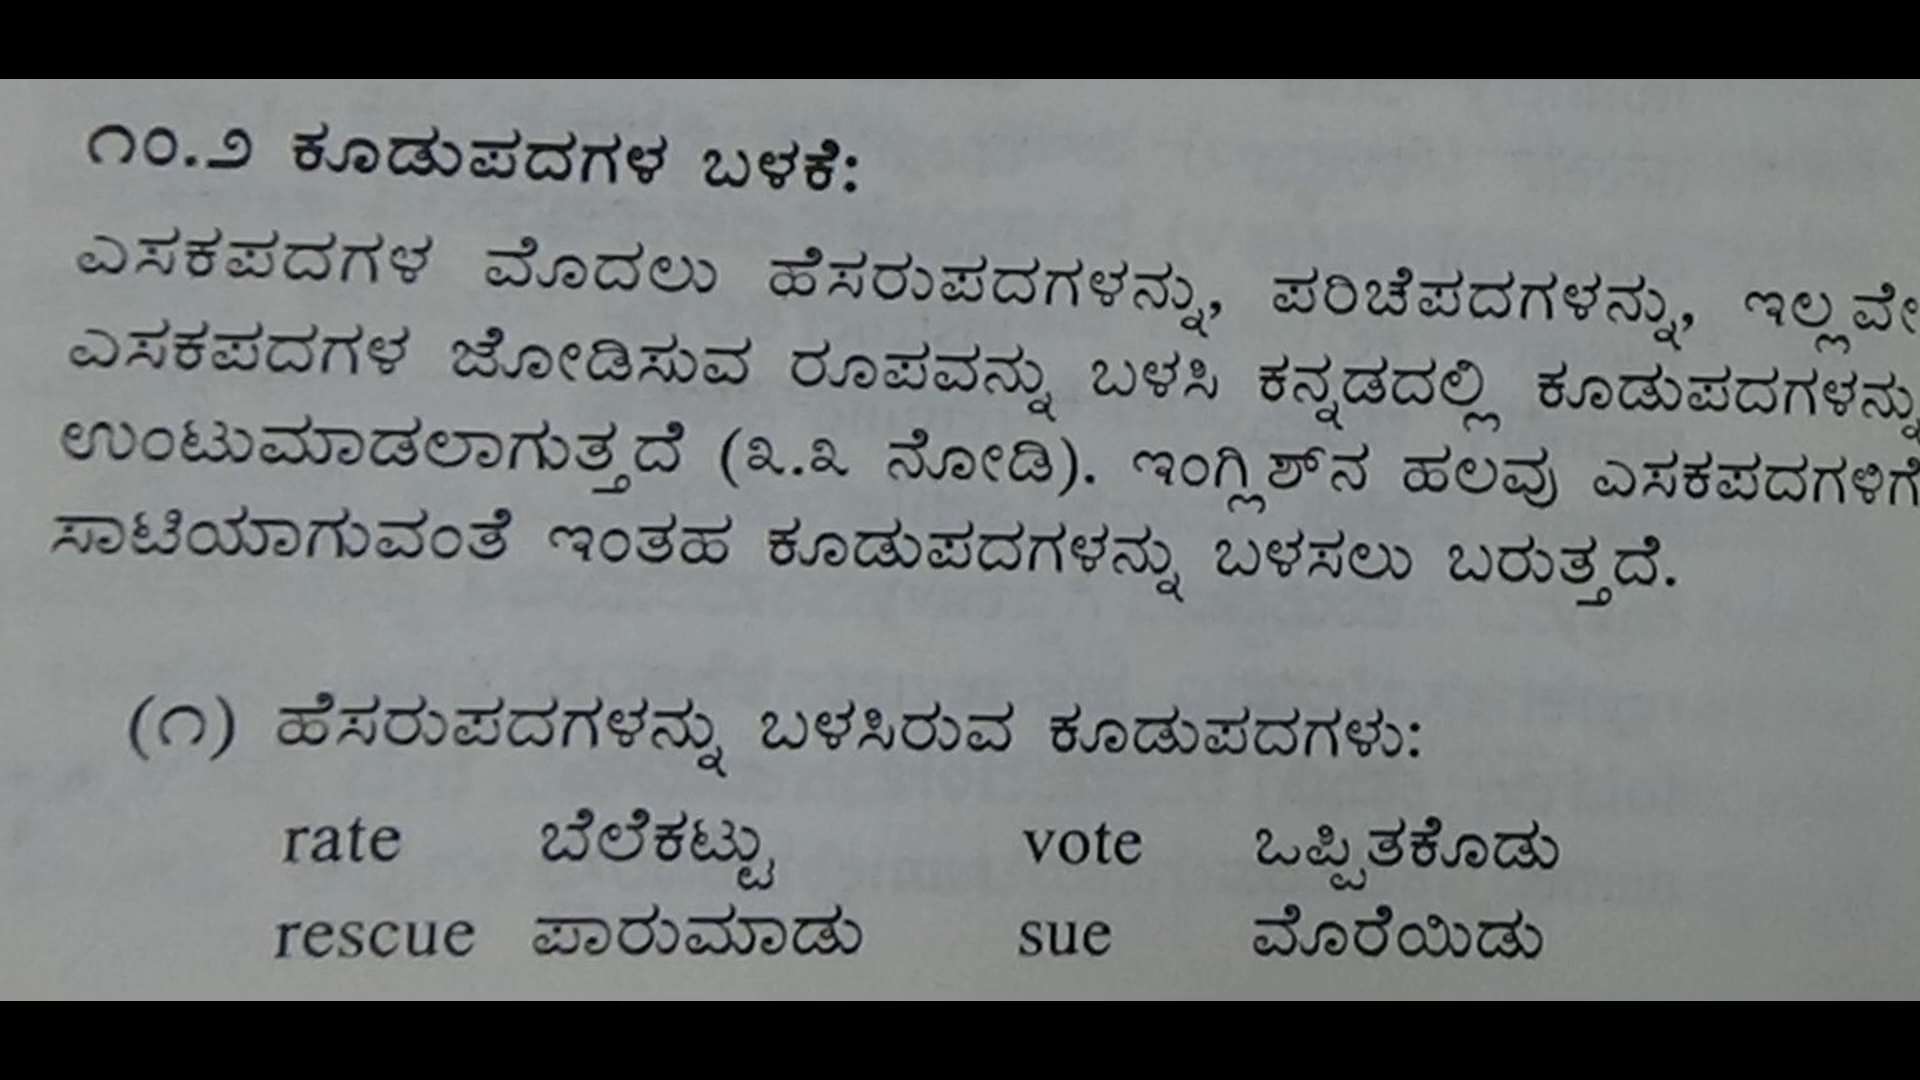 ೧೦.೨ ಕೂಡುಪದಗಳ ಬಳಕೆ:
ಎಸಕಪದಗಳ ಮೊದಲು ಹೆಸರುಪದಗಳನ್ನು, ಪರಿಚೆಪದಗಳನ್ನು, ಇಲ್ಲವೇ
ಎಸಕಪದಗಳ ಜೋಡಿಸುವ ರೂಪವನ್ನು ಬಳಸಿ ಕನ್ನಡದಲ್ಲಿ ಕೂಡುಪದಗಳನ್ನು
ಉಂಟುಮಾಡಲಾಗುತ್ತದೆ (೩.೩ ನೋಡಿ). ಇಂಗ್ಲಿಶ್‌ನ ಹಲವು ಎಸಕಪದಗಳಿಗೆ
ಸಾಟಿಯಾಗುವಂತೆ ಇಂತಹ ಕೂಡುಪದಗಳನ್ನು ಬಳಸಲು ಬರುತ್ತದೆ.
(೧) ಹೆಸರುಪದಗಳನ್ನು ಬಳಸಿರುವ ಕೂಡುಪದಗಳು:
rate ಬೆಲೆಕಟ್ಟು vote ಒಪ್ಪಿತಕೊಡು
rescue ಪಾರುಮಾಡು sue ಮೊರೆಯಿಡು